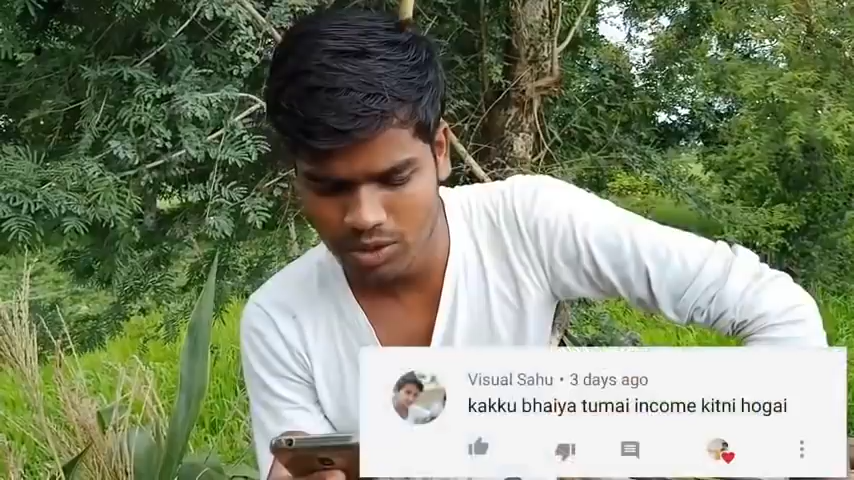 Visual Sahu • 3 days ago
kakku bhaiya tumai income kitni hogai